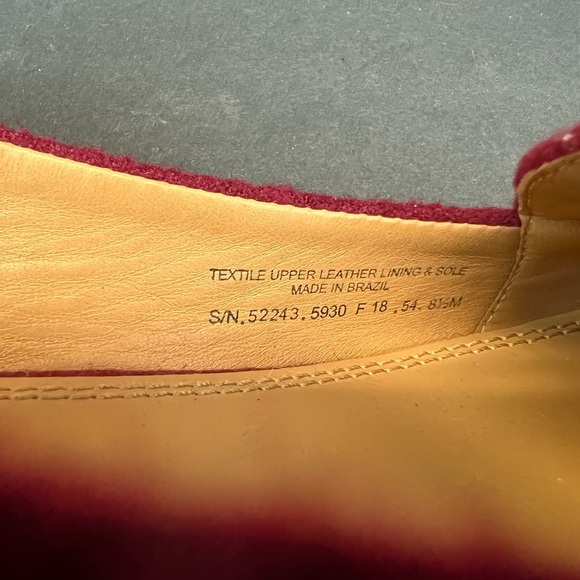 TEXTILE UPPER LEATHER LINING & SOLE
MADE IN BRAZIL
S/N.52243.5930 F 18 .54. 8½M